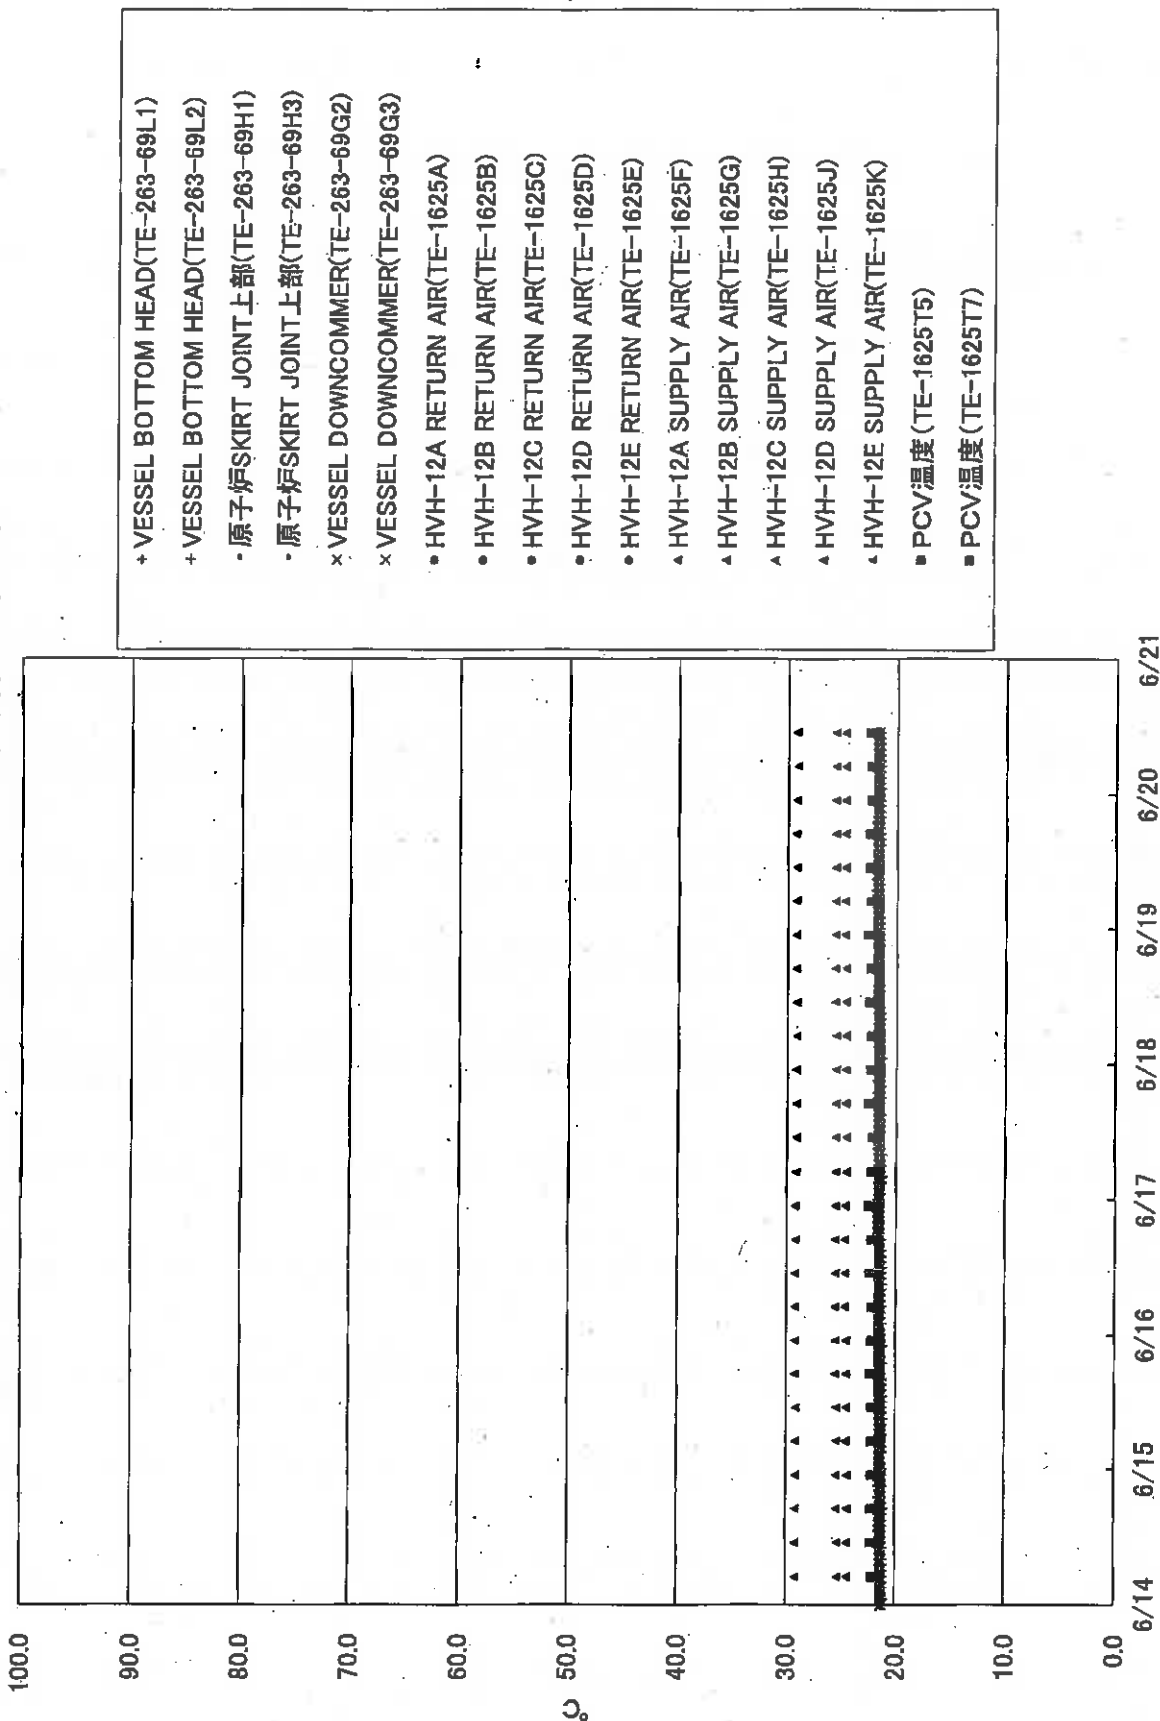 100.0
90.0
80.0
70.0
60.0
50.0
40.0
30.0
20.0
10.0
0.0
℃
6/14
6/15
6/16
6/17
6/18
6/19
6/20
6/21
+ VESSEL BOTTOM HEAD(TE-263-69L1)
+ VESSEL BOTTOM HEAD(TE-263-69L2)
・原子炉SKIRT JOINT上部(TE-263-69H1)
・原子炉SKIRT JOINT上部(TE-263-69H3)
× VESSEL DOWNCOMMER(TE-263-69G2)
× VESSEL DOWNCOMMER(TE-263-69G3)
● HVH-12A RETURN AIR(TE-1625A)
● HVH-12B RETURN AIR(TE-1625B)
● HVH-12C RETURN AIR(TE-1625C)
● HVH-12D RETURN AIR(TE-1625D)
● HVH-12E RETURN AIR(TE-1625E)
▲ HVH-12A SUPPLY AIR(TE-1625F)
▲ HVH-12B SUPPLY AIR(TE-1625G)
▲ HVH-12C SUPPLY AIR(TE-1625H)
▲ HVH-12D SUPPLY AIR(TE-1625J)
▲ HVH-12E SUPPLY AIR(TE-1625K)
■ PCV温度(TE-1625T5)
■ PCV温度(TE-1625T7)